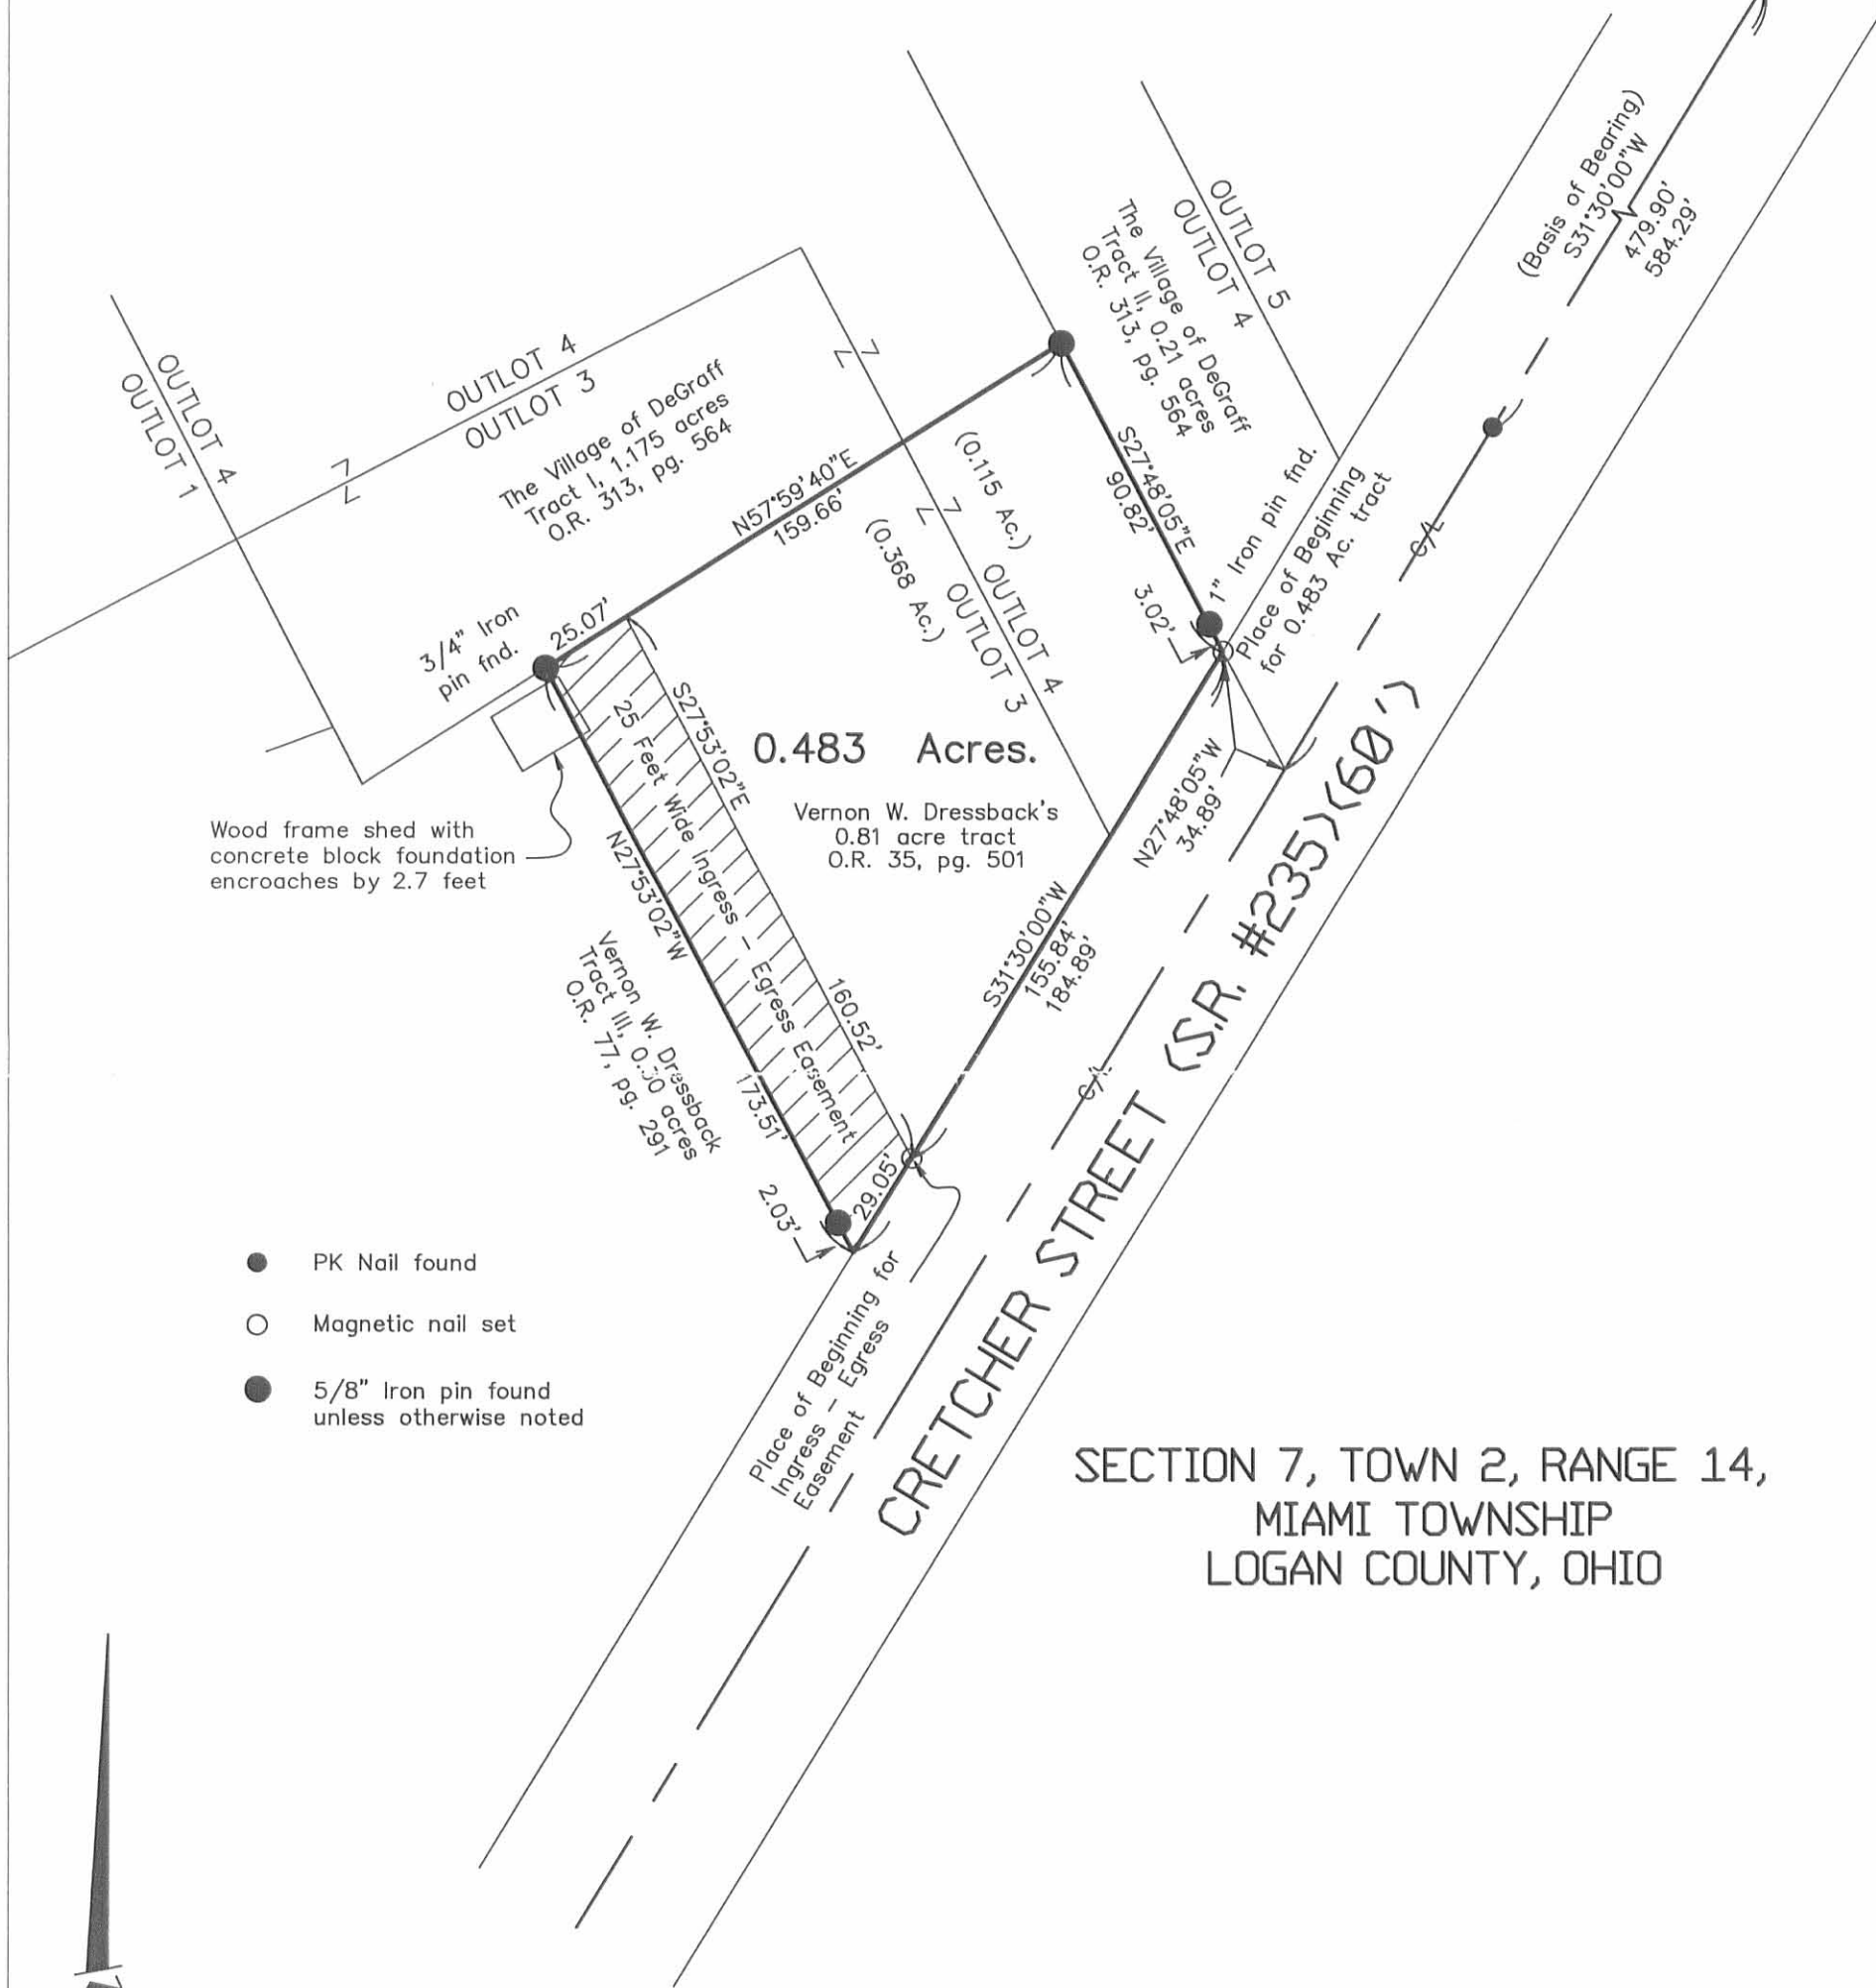 (Basis of Bearing)
S31°30'00"W
479.90'
584.29'
OUTLOT 5
OUTLOT 4
The Village of DeGraff
Tract II, 0.21 acres
O.R. 313, pg. 564
OUTLOT 4
OUTLOT 1
OUTLOT 4
OUTLOT 3
The Village of DeGraff
Tract I, 1.175 acres
O.R. 313, pg. 564
N57°59'40"E
159.66'
(0.115 Ac.)
(0.368 Ac.)
OUTLOT 4
OUTLOT 3
S27°48'05"E
90.82'
1" Iron pin fnd.
3.02'
Place of Beginning
for 0.483 Ac. tract
3/4" Iron
pin fnd.
25.07'
S27°53'02"E
160.52'
25 Feet Wide Ingress – Egress Easement
0.483 Acres.
Vernon W. Dressback's
0.81 acre tract
O.R. 35, pg. 501
Wood frame shed with
concrete block foundation
encroaches by 2.7 feet
N27°53'02"W
173.51'
Vernon W. Dressback
Tract III, 0.30 acres
O.R. 77, pg. 291
N27°48'05"W
34.89'
S31°30'00"W
155.84'
184.89'
C/L
C/L
29.05'
2.03'
Place of Beginning for
Ingress – Egress
Easement
CRETCHER STREET (S.R. #235)(60')
PK Nail found
Magnetic nail set
5/8" Iron pin found
unless otherwise noted
SECTION 7, TOWN 2, RANGE 14,
MIAMI TOWNSHIP
LOGAN COUNTY, OHIO